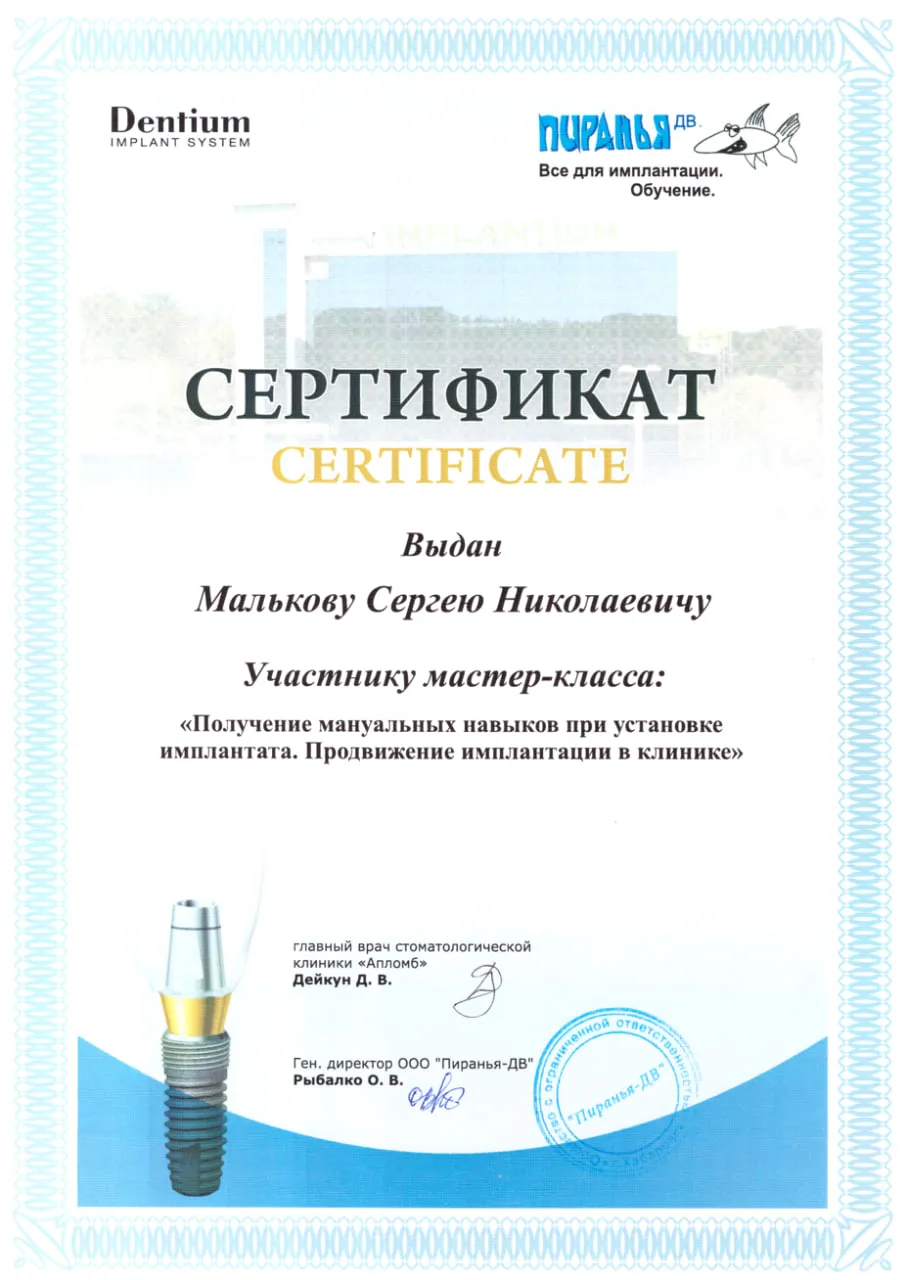 Dentium
IMPLANT SYSTEM
ПИРАНЬЯ ДВ
Все для имплантации.
Обучение.
IMPLANTIUM
СЕРТИФИКАТ
CERTIFICATE
Выдан
Малькову Сергею Николаевичу
Участнику мастер-класса:
«Получение мануальных навыков при установке
имплантата. Продвижение имплантации в клинике»
главный врач стоматологической
клиники «Апломб»
Дейкун Д. В.
Ген. директор ООО "Пиранья-ДВ"
Рыбалко О. В.
с ограниченной ответственностью
"Пиранья-ДВ"